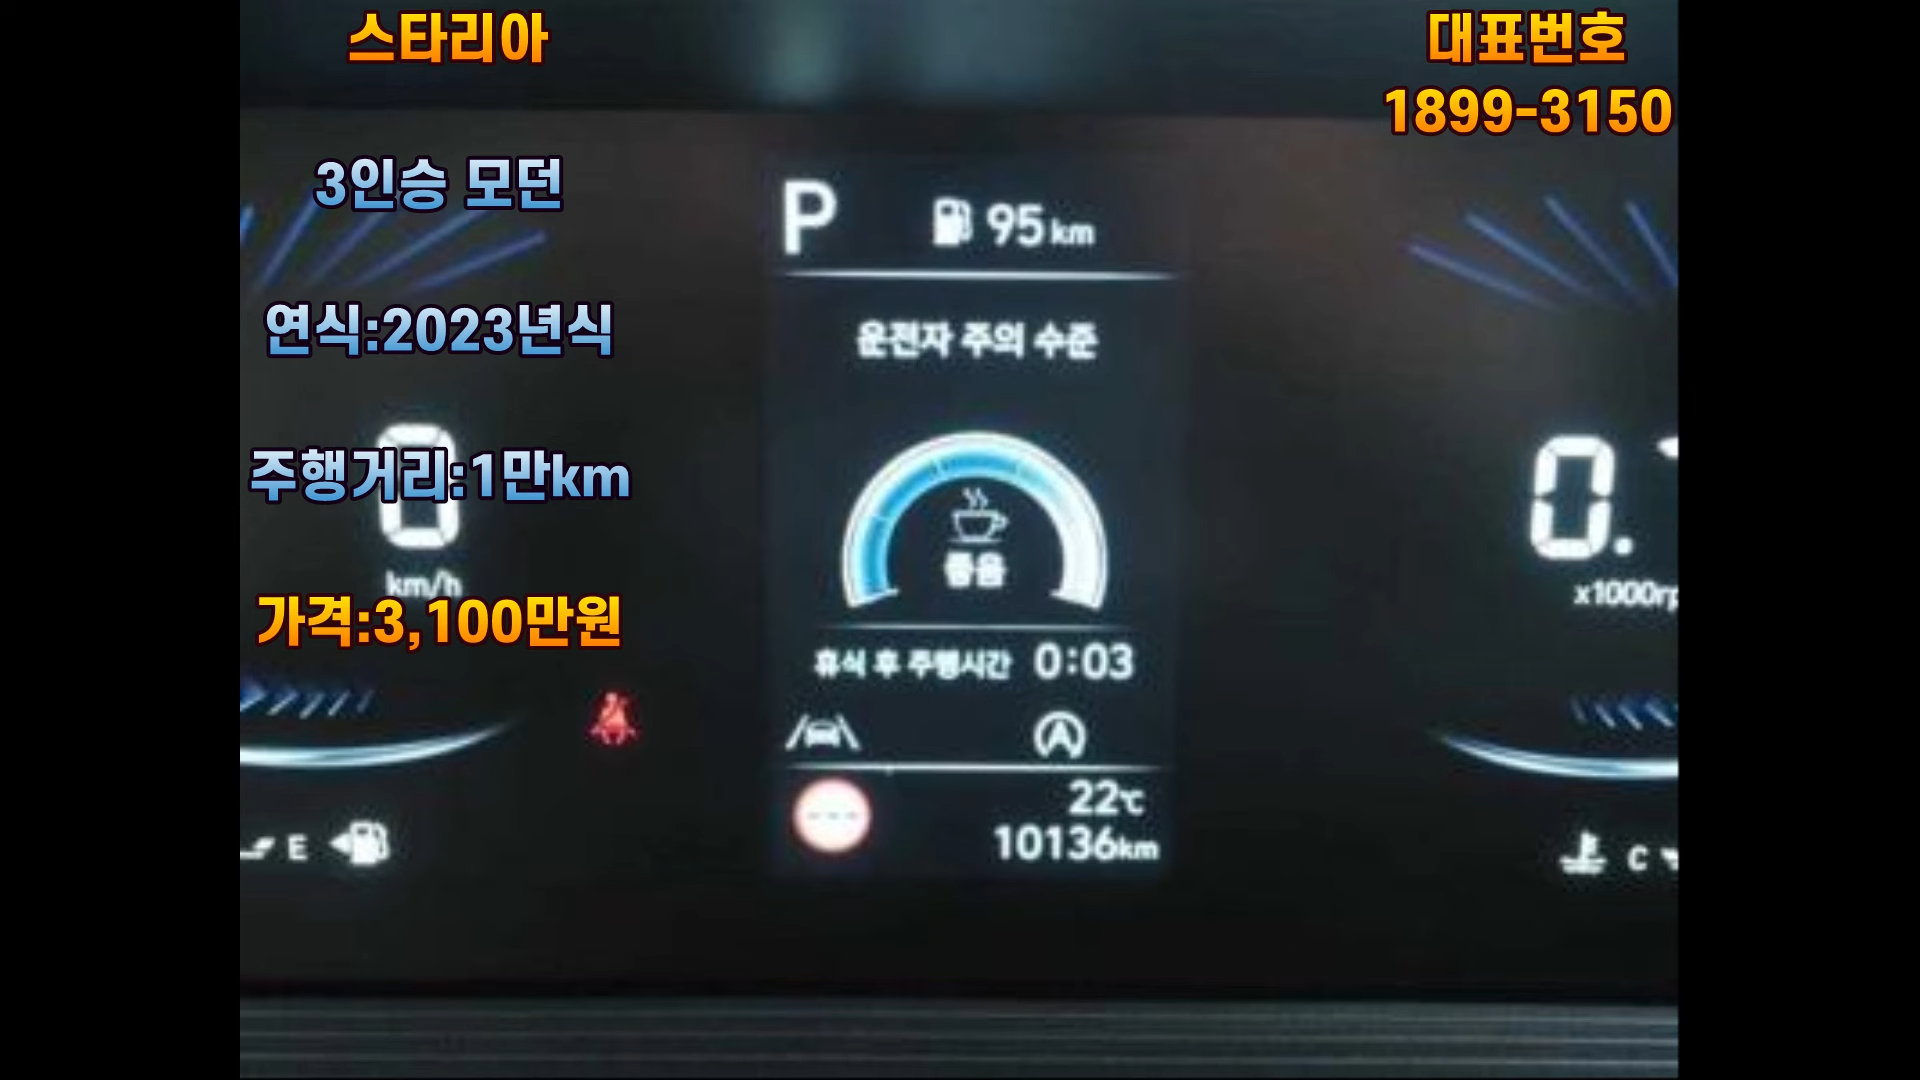 스타리아
대표번호
1899-3150
3인승 모던
P
95 km
연식:2023년식
운전자 주의 수준
주행거리:1만km
0
0.
좋음
km/h
x1000rp
가격:3,100만원
휴식 후 주행시간 0:03
A
22℃
E
10136km
C